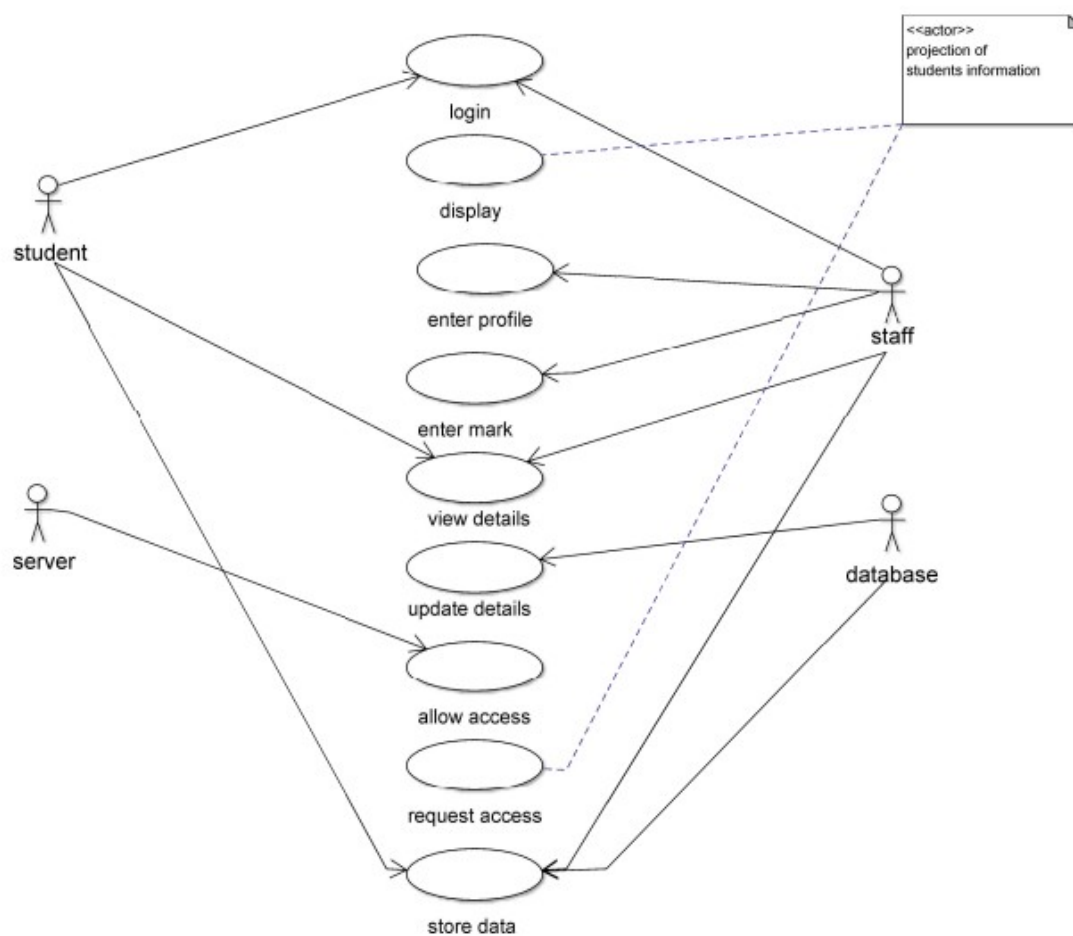 <<actor>>
projection of
students information
login
display
student
enter profile
staff
enter mark
view details
server
database
update details
allow access
request access
store data